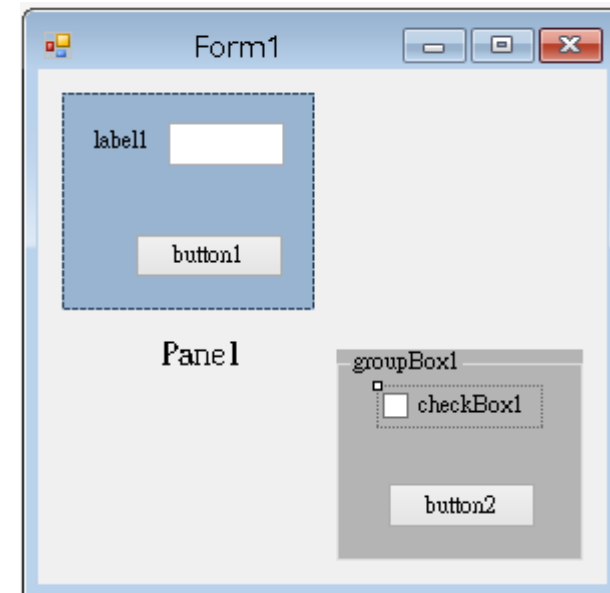 Form1
label1
button1
Panel
groupBox1
checkBox1
button2